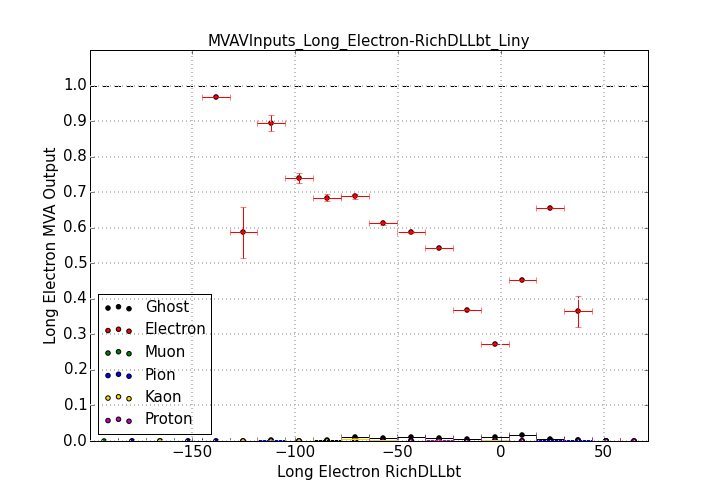 MVAVInputs_Long_Electron-RichDLLbt_Liny
1.0
0.9
0.8
0.7
0.6
0.5
0.4
0.3
0.2
0.1
0.0
Long Electron MVA Output
Ghost
Electron
Muon
Pion
Kaon
Proton
−150
−100
−50
0
50
Long Electron RichDLLbt